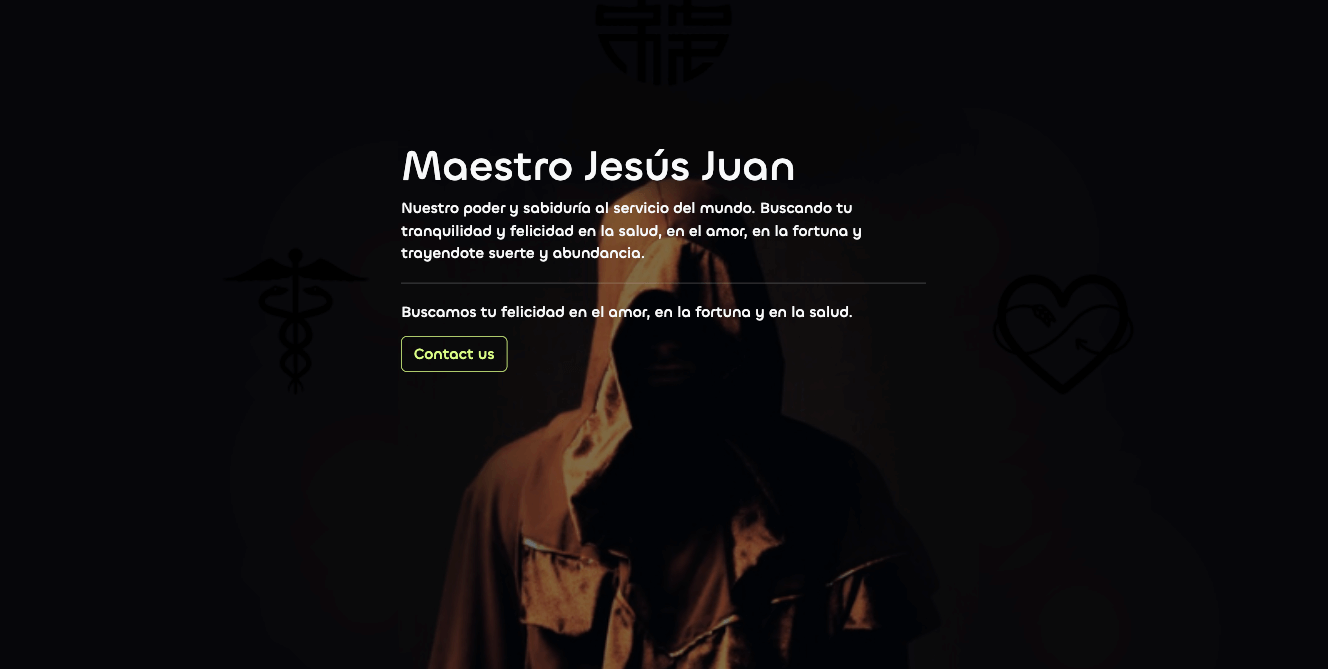 Maestro Jesús Juan
Nuestro poder y sabiduría al servicio del mundo. Buscando tu
tranquilidad y felicidad en la salud, en el amor, en la fortuna y
trayendote suerte y abundancia.
Buscamos tu felicidad en el amor, en la fortuna y en la salud.
Contact us